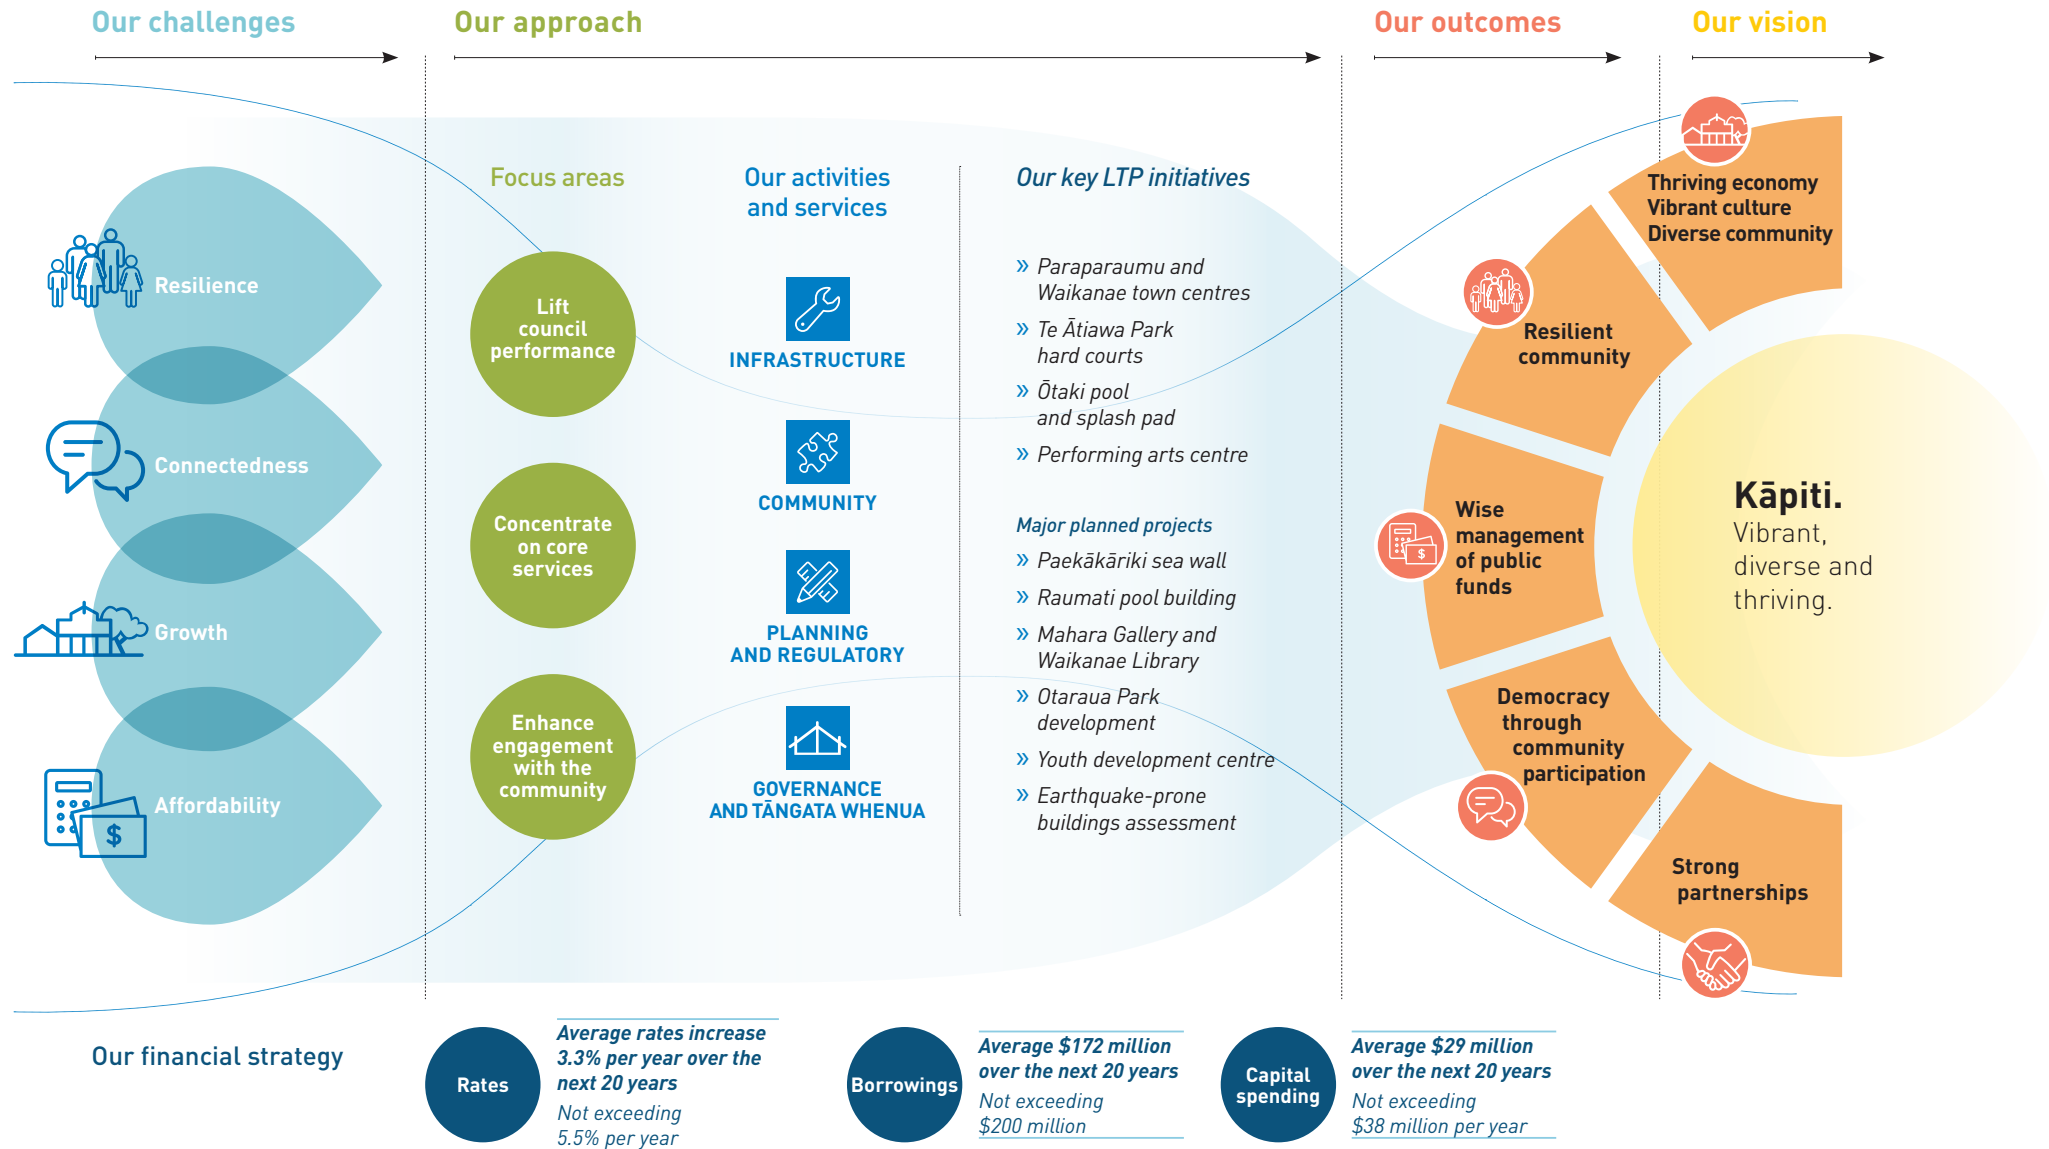 Our challenges
Our approach
Our outcomes
Our vision
Resilience
Connectedness
Growth
Affordability
$
Focus areas
Lift
council
performance
Concentrate
on core
services
Enhance
engagement
with the
community
Our activities
and services
INFRASTRUCTURE
COMMUNITY
PLANNING
AND REGULATORY
GOVERNANCE
AND TĀNGATA WHENUA
Our key LTP initiatives
» Paraparaumu and
Waikanae town centres
» Te Ātiawa Park
hard courts
» Ōtaki pool
and splash pad
» Performing arts centre
Major planned projects
» Paekākāriki sea wall
» Raumati pool building
» Mahara Gallery and
Waikanae Library
» Otaraua Park
development
» Youth development centre
» Earthquake-prone
buildings assessment
Thriving economy
Vibrant culture
Diverse community
Resilient
community
$
Wise
management
of public
funds
Democracy
through
community
participation
Strong
partnerships
Kāpiti.
Vibrant,
diverse and
thriving.
Our financial strategy
Rates
Average rates increase
3.3% per year over the
next 20 years
Not exceeding
5.5% per year
Borrowings
Average $172 million
over the next 20 years
Not exceeding
$200 million
Capital
spending
Average $29 million
over the next 20 years
Not exceeding
$38 million per year